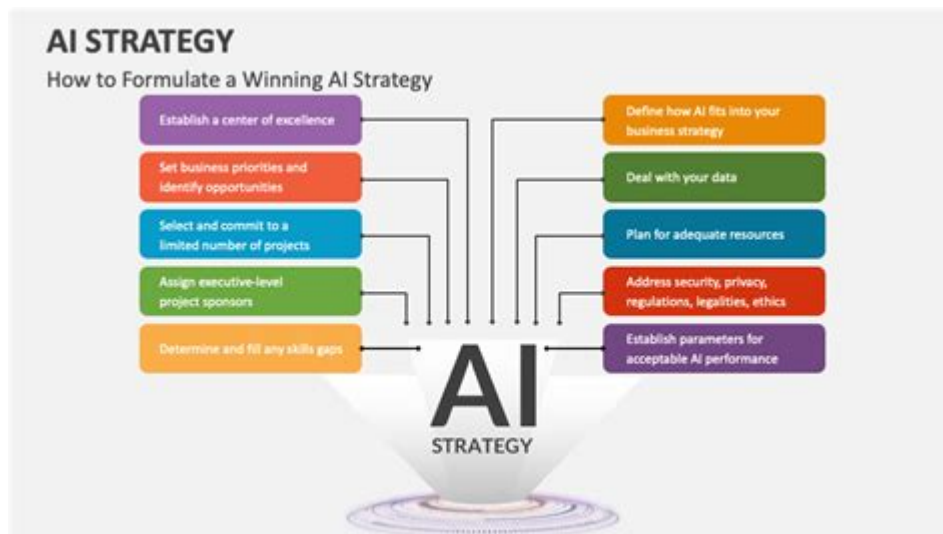 AI STRATEGY
How to Formulate a Winning AI Strategy
Establish a center of excellence
Set business priorities and
identify opportunities
Select and commit to a
limited number of projects
Assign executive-level
project sponsors
Determine and fill any skills gaps
Define how AI fits into your
business strategy
Deal with your data
Plan for adequate resources
Address security, privacy,
regulations, legalities, ethics
Establish parameters for
acceptable AI performance
AI
STRATEGY